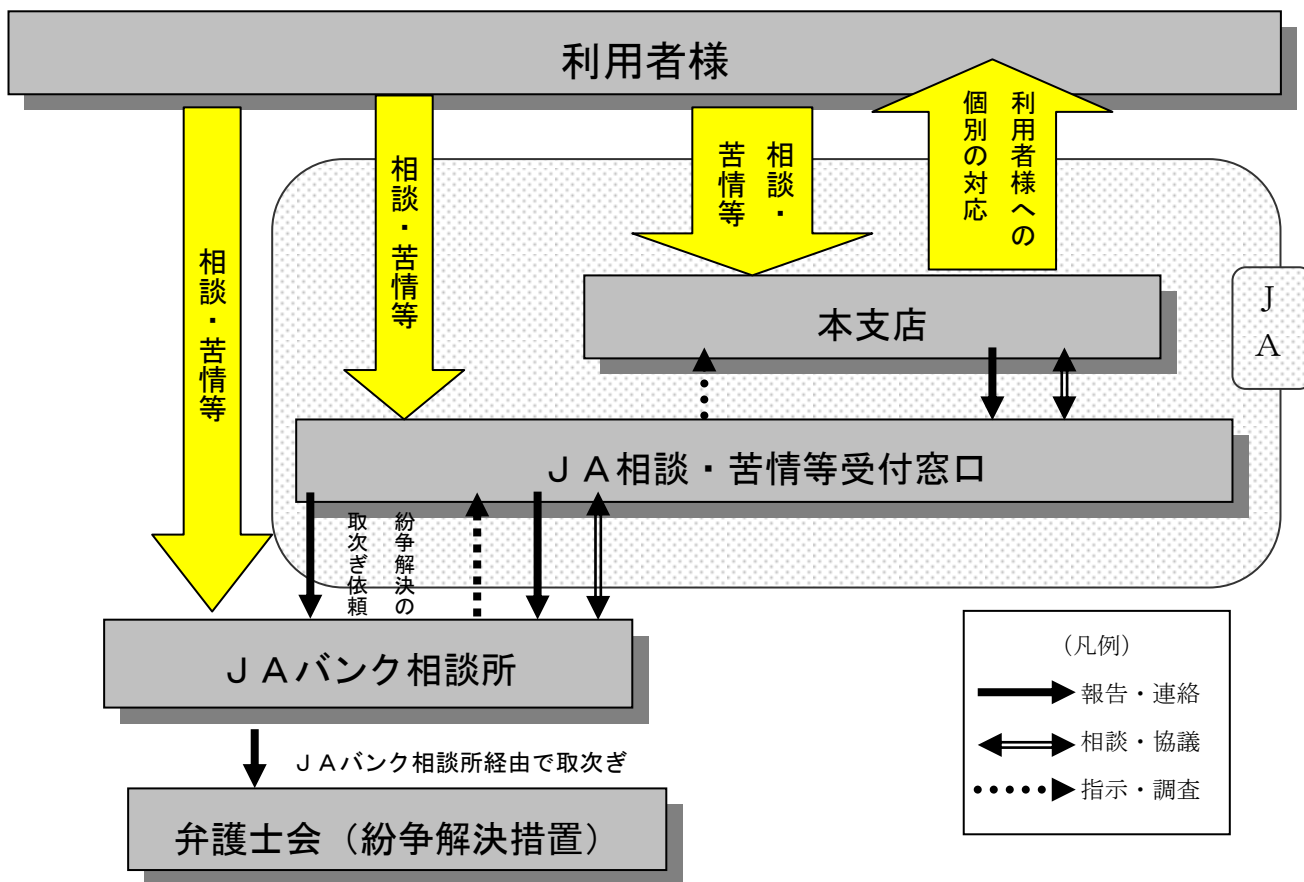 利用者様
相談・苦情等
相談・苦情等
相談・
苦情等
利用者様への
個別の対応
本支店
ＪＡ
ＪＡ相談・苦情等受付窓口
紛争解決の
取次ぎ依頼
ＪＡバンク相談所
ＪＡバンク相談所経由で取次ぎ
弁護士会（紛争解決措置）
（凡例）
報告・連絡
相談・協議
指示・調査